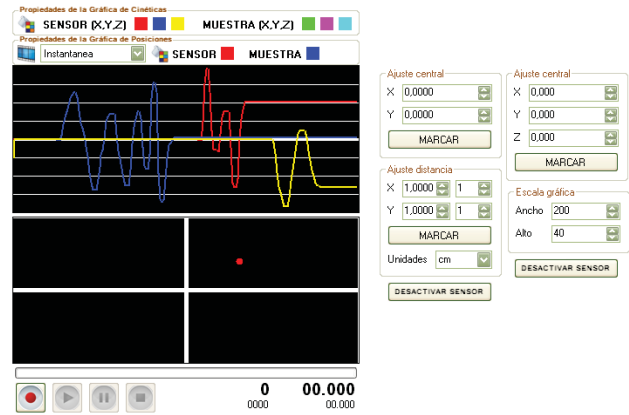 Propiedades de la Gráfica de Cinéticas
SENSOR (X,Y,Z) MUESTRA (X,Y,Z)
Propiedades de la Gráfica de Posiciones
Instantanea SENSOR MUESTRA
Ajuste central
X 0,0000
Y 0,0000
MARCAR
Ajuste distancia
X 1,0000 1
Y 1,0000 1
MARCAR
Unidades cm
DESACTIVAR SENSOR
Ajuste central
X 0,000
Y 0,000
Z 0,000
MARCAR
Escala gráfica
Ancho 200
Alto 40
DESACTIVAR SENSOR
0 00.000
0000 00.000